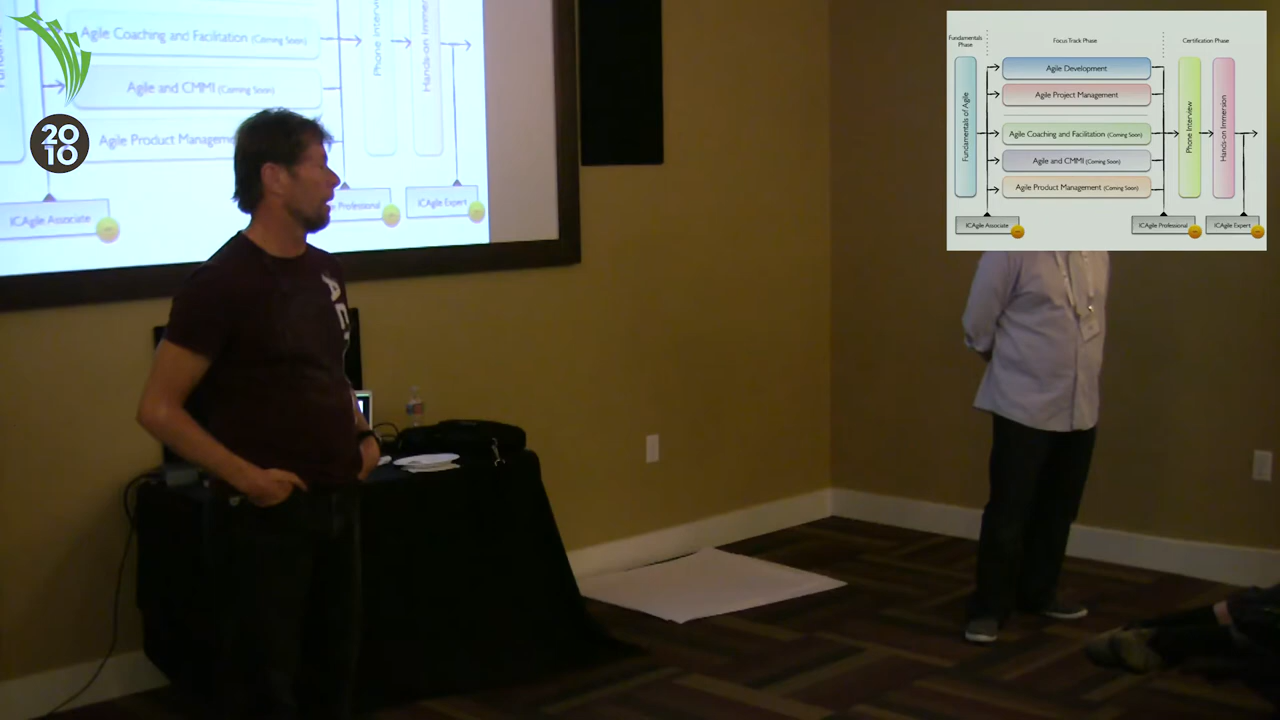 Agile Coaching and Facilitation (Coming Soon)
Agile and CMMI (Coming Soon)
Agile Product
Phone
Hands-on
ICAgile Associate
Professional
ICAgile Expert
20
10
Fundamentals
Phase
Focus Track Phase
Certification Phase
Fundamentals of Agile
Agile Development
Agile Project Management
Agile Coaching and Facilitation (Coming Soon)
Agile and CMMI (Coming Soon)
Agile Product Management (Coming Soon)
Phone Interview
Hands-on Immersion
ICAgile Associate
ICAgile Professional
ICAgile Expert